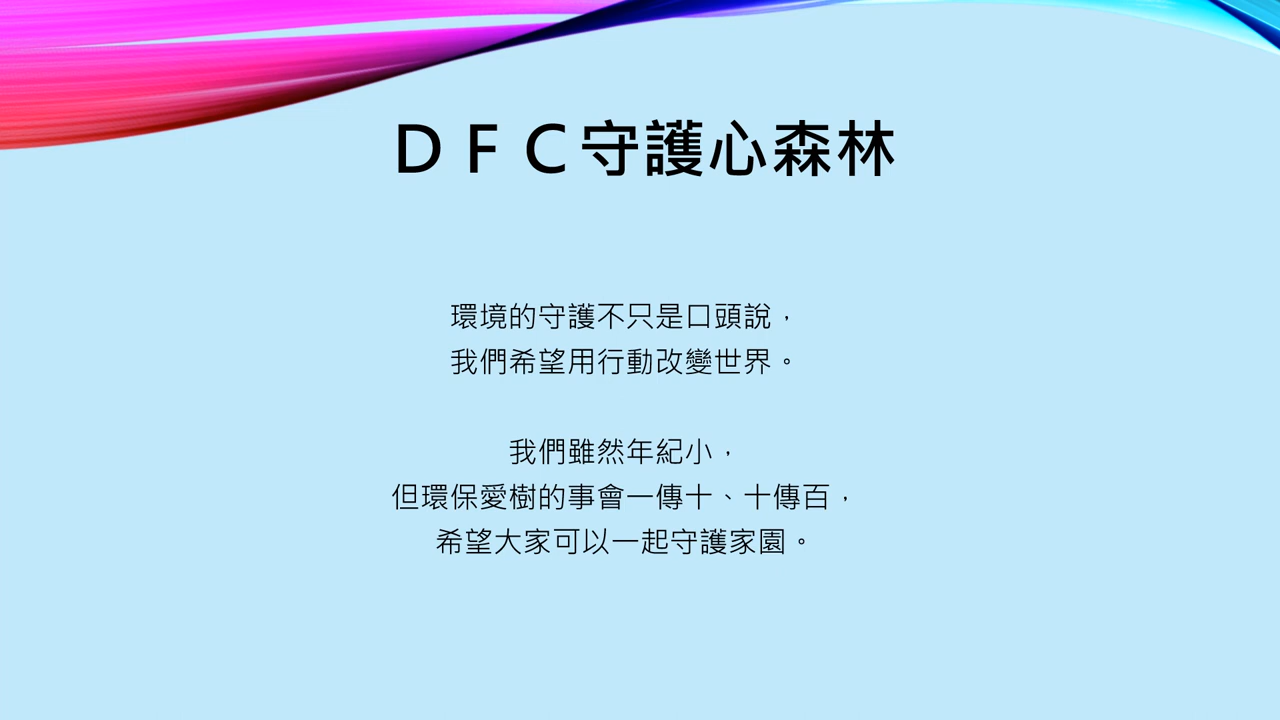 ＤＦＣ守護心森林
環境的守護不只是口頭說，
我們希望用行動改變世界。
我們雖然年紀小，
但環保愛樹的事會一傳十、十傳百，
希望大家可以一起守護家園。